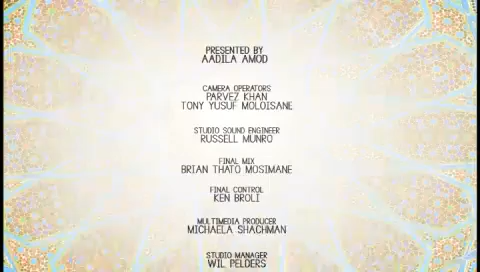 PRESENTED BY
AADILA AMOD
CAMERA OPERATORS
PARVEZ KHAN
TONY YUSUF MOLOISANE
STUDIO SOUND ENGINEER
RUSSELL MUNRO
FINAL MIX
BRIAN THATO MOSIMANE
FINAL CONTROL
KEN BROLI
MULTIMEDIA PRODUCER
MICHAELA SHACHMAN
STUDIO MANAGER
WIL PELDERS